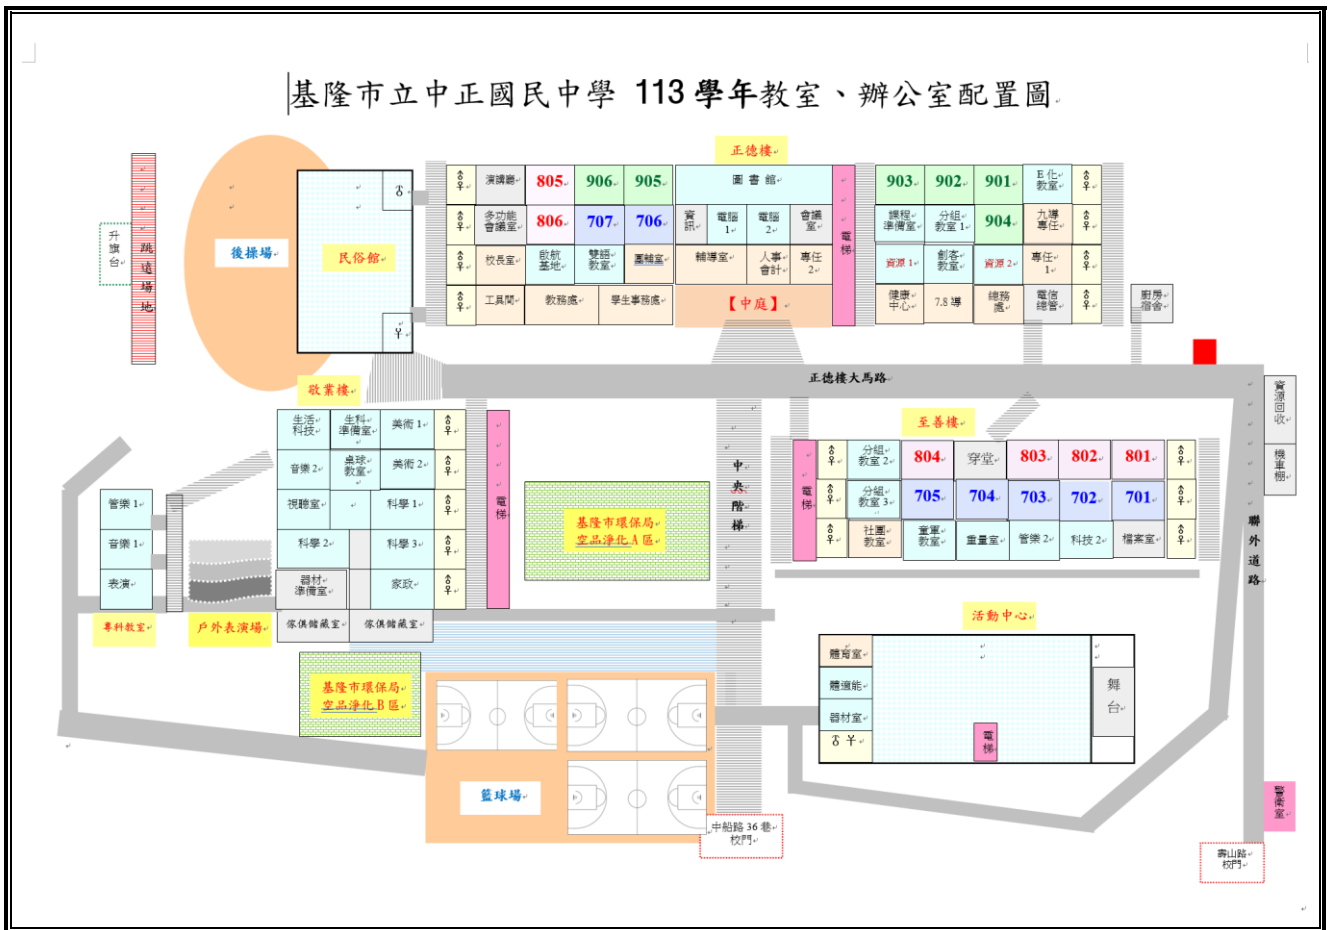 基隆市立中正國民中學 113 學年教室、辦公室配置圖
正德樓
演講廳
805
906
905
圖書館
903
902
901
E化
教室
多功能
會議室
806
707
706
資
訊
電腦
1
電腦
2
會議
室
課程
準備室
分組
教室 1
904
九導
專任
校長室
啟航
基地
雙語
教室
團輔室
輔導室
人事
會計
專任
2
資源 1
創客
教室
資源 2
專任
1
工具間
教務處
學生事務處
【中庭】
健康
中心
7.8 導
總務
處
電信
總管
廚房
宿舍
電梯
升旗台
跳遠場地
後操場
民俗館
正德樓大馬路
敬業樓
生活
科技
生科
準備室
美術 1
音樂 2
桌球
教室
美術 2
視聽室
科學 1
科學 2
科學 3
器材
準備室
家政
傢俱儲藏室
傢俱儲藏室
電梯
管樂 1
音樂 1
表演
專科教室
戶外表演場
基隆市環保局
空品淨化 A 區
基隆市環保局
空品淨化 B 區
中央階梯
至善樓
電梯
分組
教室 2
804
穿堂
803
802
801
分組
教室 3
705
704
703
702
701
社團
教室
童軍
教室
重量室
管樂 2
科技 2
檔案室
資源回收
機車棚
聯外道路
活動中心
體育室
體適能
器材室
舞台
電梯
籃球場
中船路 36 巷
校門
警衛室
壽山路
校門